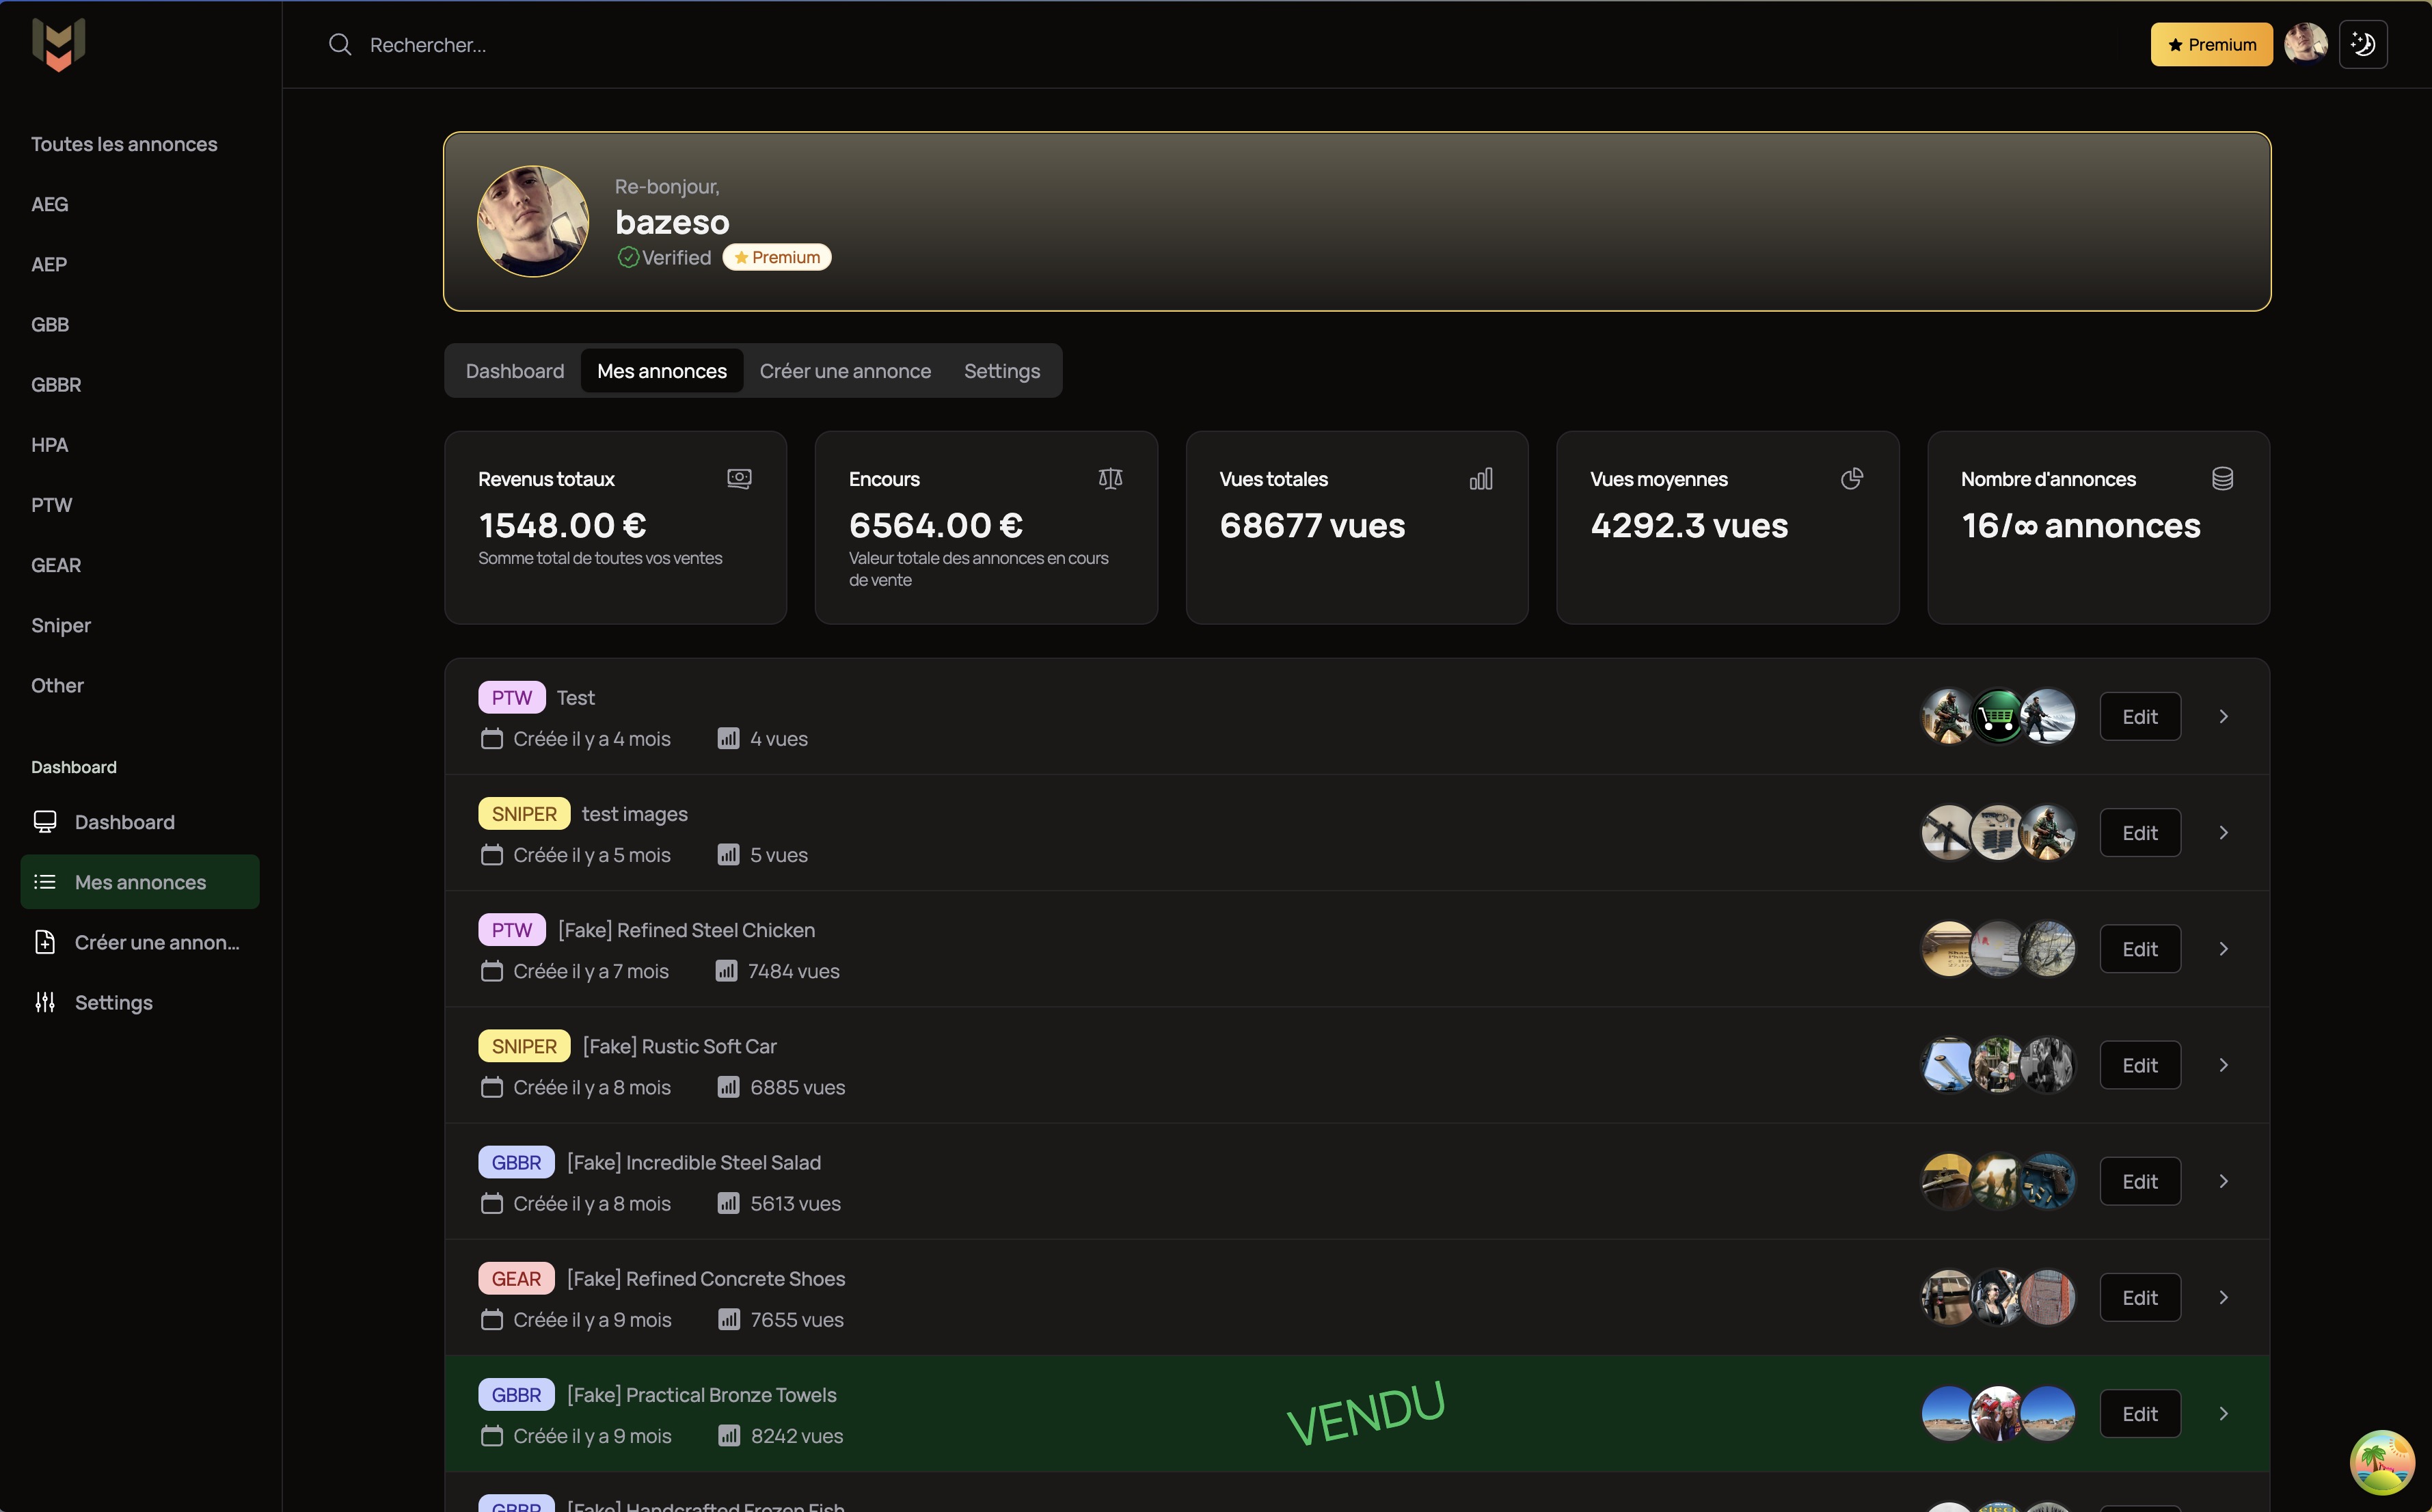 Rechercher...
Premium
Toutes les annonces
AEG
AEP
GBB
GBBR
HPA
PTW
GEAR
Sniper
Other
Dashboard
Dashboard
Mes annonces
Créer une annon...
Settings
Re-bonjour,
bazeso
Verified
Premium
Dashboard
Mes annonces
Créer une annonce
Settings
Revenus totaux
1548.00 €
Somme total de toutes vos ventes
Encours
6564.00 €
Valeur totale des annonces en cours
de vente
Vues totales
68677 vues
Vues moyennes
4292.3 vues
Nombre d'annonces
16/∞ annonces
PTW Test
Créée il y a 4 mois 4 vues
Edit
SNIPER test images
Créée il y a 5 mois 5 vues
Edit
PTW [Fake] Refined Steel Chicken
Créée il y a 7 mois 7484 vues
Edit
SNIPER [Fake] Rustic Soft Car
Créée il y a 8 mois 6885 vues
Edit
GBBR [Fake] Incredible Steel Salad
Créée il y a 8 mois 5613 vues
Edit
GEAR [Fake] Refined Concrete Shoes
Créée il y a 9 mois 7655 vues
Edit
GBBR [Fake] Practical Bronze Towels
Créée il y a 9 mois 8242 vues
VENDU
Edit
GBBR [Fake] Handcrafted Frozen Fish